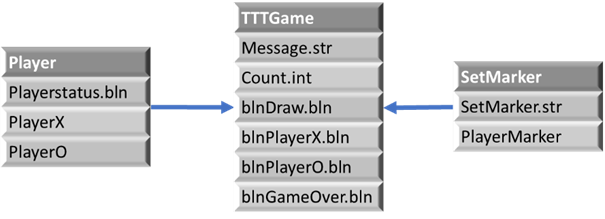 Player
Playerstatus.bln
PlayerX
PlayerO
TTTGame
Message.str
Count.int
blnDraw.bln
blnPlayerX.bln
blnPlayerO.bln
blnGameOver.bln
SetMarker
SetMarker.str
PlayerMarker